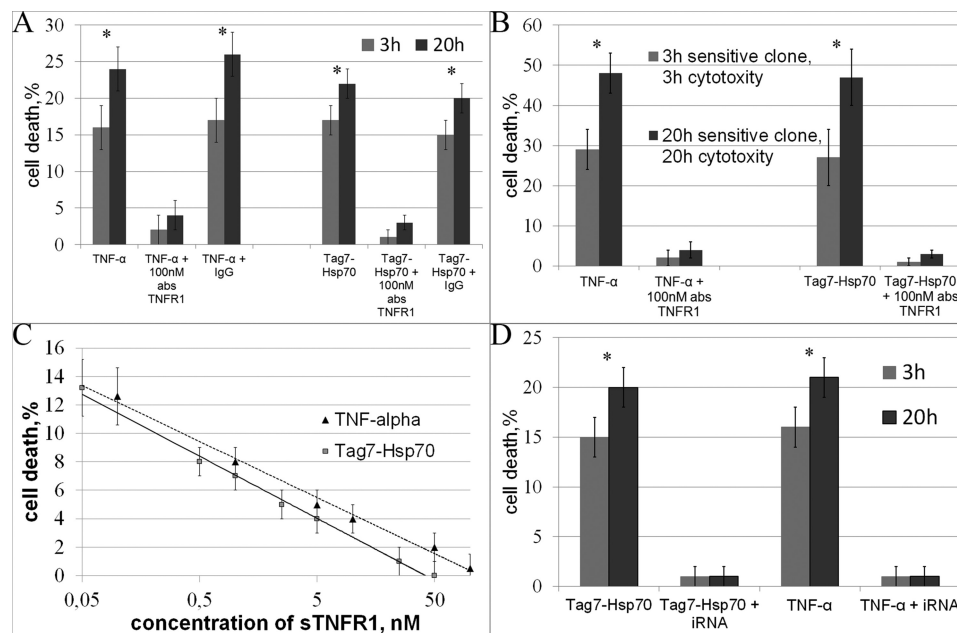 A
cell death,%
30
25
20
15
10
5
0
3h
20h
*
*
*
*
TNF-α
TNF-α +
100nM
abs
TNFR1
TNF-α +
IgG
Tag7-
Hsp70
Tag7-
Hsp70 +
100nM
abs
TNFR1
Tag7-
Hsp70 +
IgG
B
cell death,%
60
50
40
30
20
10
0
*
*
3h sensitive clone,
3h cytotoxity
20h sensitive clone,
20h cytotoxity
TNF-α
TNF-α +
100nM abs
TNFR1
Tag7-Hsp70
Tag7-Hsp70
+ 100nM abs
TNFR1
C
cell death,%
16
14
12
10
8
6
4
2
0
TNF-alpha
Tag7-Hsp70
0,05
0,5
5
50
concentration of sTNFR1, nM
D
cell death,%
25
20
15
10
5
0
*
*
3h
20h
Tag7-Hsp70
Tag7-Hsp70 +
iRNA
TNF-α
TNF-α + iRNA